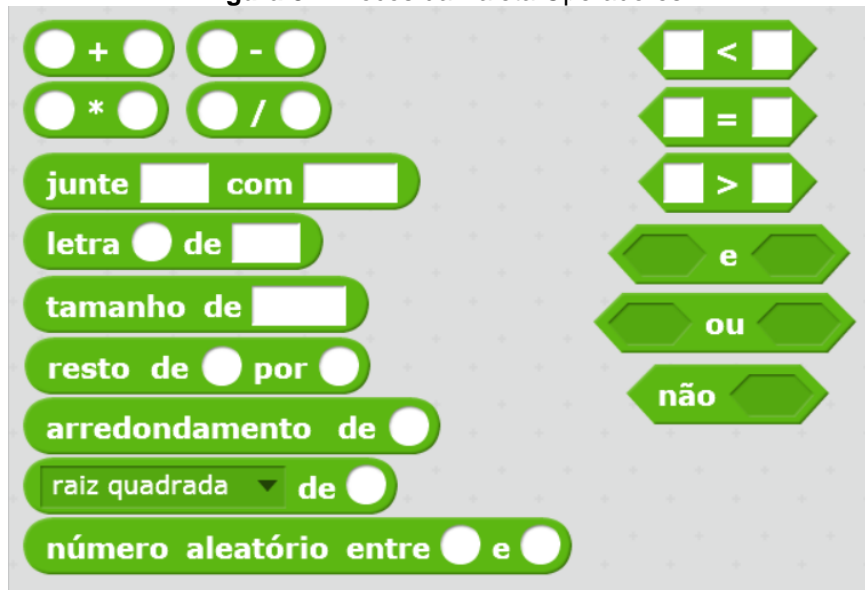 + -
* /
junte com
letra de
tamanho de
resto de por
arredondamento de
raiz quadrada de
número aleatório entre e
<
=
>
e
ou
não